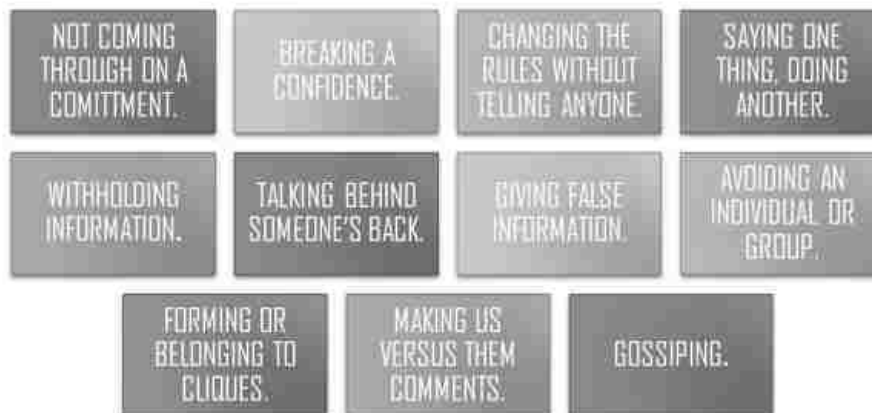 NOT COMING
THROUGH ON A
COMITTMENT.
BREAKING A
CONFIDENCE.
CHANGING THE
RULES WITHOUT
TELLING ANYONE.
SAYING ONE
THING, DOING
ANOTHER.
WITHHOLDING
INFORMATION.
TALKING BEHIND
SOMEONE'S BACK.
GIVING FALSE
INFORMATION.
AVOIDING AN
INDIVIDUAL OR
GROUP.
FORMING OR
BELONGING TO
CLIQUES.
MAKING US
VERSUS THEM
COMMENTS.
GOSSIPING.